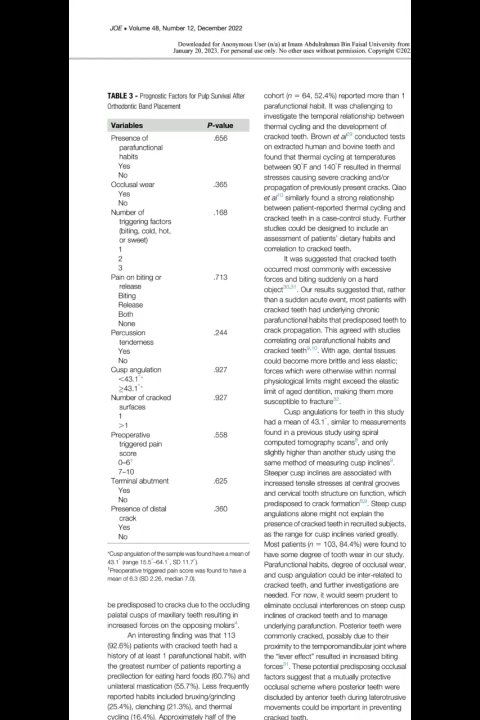 JOE • Volume 48, Number 12, December 2022
Downloaded for Anonymous User (n/a) at Imam Abdulrahman Bin Faisal University from
January 20, 2023. For personal use only. No other uses without permission. Copyright ©202
TABLE 3 - Prognostic Factors for Pulp Survival After
Orthodontic Band Placement
Variables P-value
Presence of .656
parafunctional
habits
Yes
No
Occlusal wear .365
Yes
No
Number of .168
triggering factors
(biting, cold, hot,
or sweet)
1
2
3
Pain on biting or .713
release
Biting
Release
Both
None
Percussion .244
tenderness
Yes
No
Cusp angulation .927
<43.1°*
≥43.1°*
Number of cracked .927
surfaces
1
>1
Preoperative .558
triggered pain
score
0–6†
7–10
Terminal abutment .625
Yes
No
Presence of distal .360
crack
Yes
No
*Cusp angulation of the sample was found have a mean of
43.1° (range 15.5°–64.1°, SD 11.7°).
†Preoperative triggered pain score was found to have a
mean of 6.3 (SD 2.26, median 7.0).
be predisposed to cracks due to the occluding
palatal cusps of maxillary teeth resulting in
increased forces on the opposing molars
An interesting finding was that 113
(92.6%) patients with cracked teeth had a
history of at least 1 parafunctional habit, with
the greatest number of patients reporting a
predilection for eating hard foods (60.7%) and
unilateral mastication (55.7%). Less frequently
reported habits included bruxing/grinding
(25.4%), clenching (21.3%), and thermal
cycling (16.4%). Approximately half of the
cohort (n = 64, 52.4%) reported more than 1
parafunctional habit. It was challenging to
investigate the temporal relationship between
thermal cycling and the development of
cracked teeth. Brown et al conducted tests
on extracted human and bovine teeth and
found that thermal cycling at temperatures
between 90°F and 140°F resulted in thermal
stresses causing severe cracking and/or
propagation of previously present cracks. Qiao
et al similarly found a strong relationship
between patient-reported thermal cycling and
cracked teeth in a case-control study. Further
studies could be designed to include an
assessment of patients' dietary habits and
correlation to cracked teeth.
It was suggested that cracked teeth
occurred most commonly with excessive
forces and biting suddenly on a hard
object. Our results suggested that, rather
than a sudden acute event, most patients with
cracked teeth had underlying chronic
parafunctional habits that predisposed teeth to
crack propagation. This agreed with studies
correlating oral parafunctional habits and
cracked teeth. With age, dental tissues
could become more brittle and less elastic;
forces which were otherwise within normal
physiological limits might exceed the elastic
limit of aged dentition, making them more
susceptible to fracture.
Cusp angulations for teeth in this study
had a mean of 43.1°, similar to measurements
found in a previous study using spiral
computed tomography scans, and only
slightly higher than another study using the
same method of measuring cusp inclines.
Steeper cusp inclines are associated with
increased tensile stresses at central grooves
and cervical tooth structure on function, which
predisposed to crack formation. Steep cusp
angulations alone might not explain the
presence of cracked teeth in recruited subjects,
as the range for cusp inclines varied greatly.
Most patients (n = 103, 84.4%) were found to
have some degree of tooth wear in our study.
Parafunctional habits, degree of occlusal wear,
and cusp angulation could be inter-related to
cracked teeth, and further investigations are
needed. For now, it would seem prudent to
eliminate occlusal interferences on steep cusp
inclines of cracked teeth and to manage
underlying parafunction. Posterior teeth were
commonly cracked, possibly due to their
proximity to the temporomandibular joint where
the "lever effect" resulted in increased biting
forces. These potential predisposing occlusal
factors suggest that a mutually protective
occlusal scheme where posterior teeth were
discluded by anterior teeth during laterotrusive
movements could be important in preventing
cracked teeth.